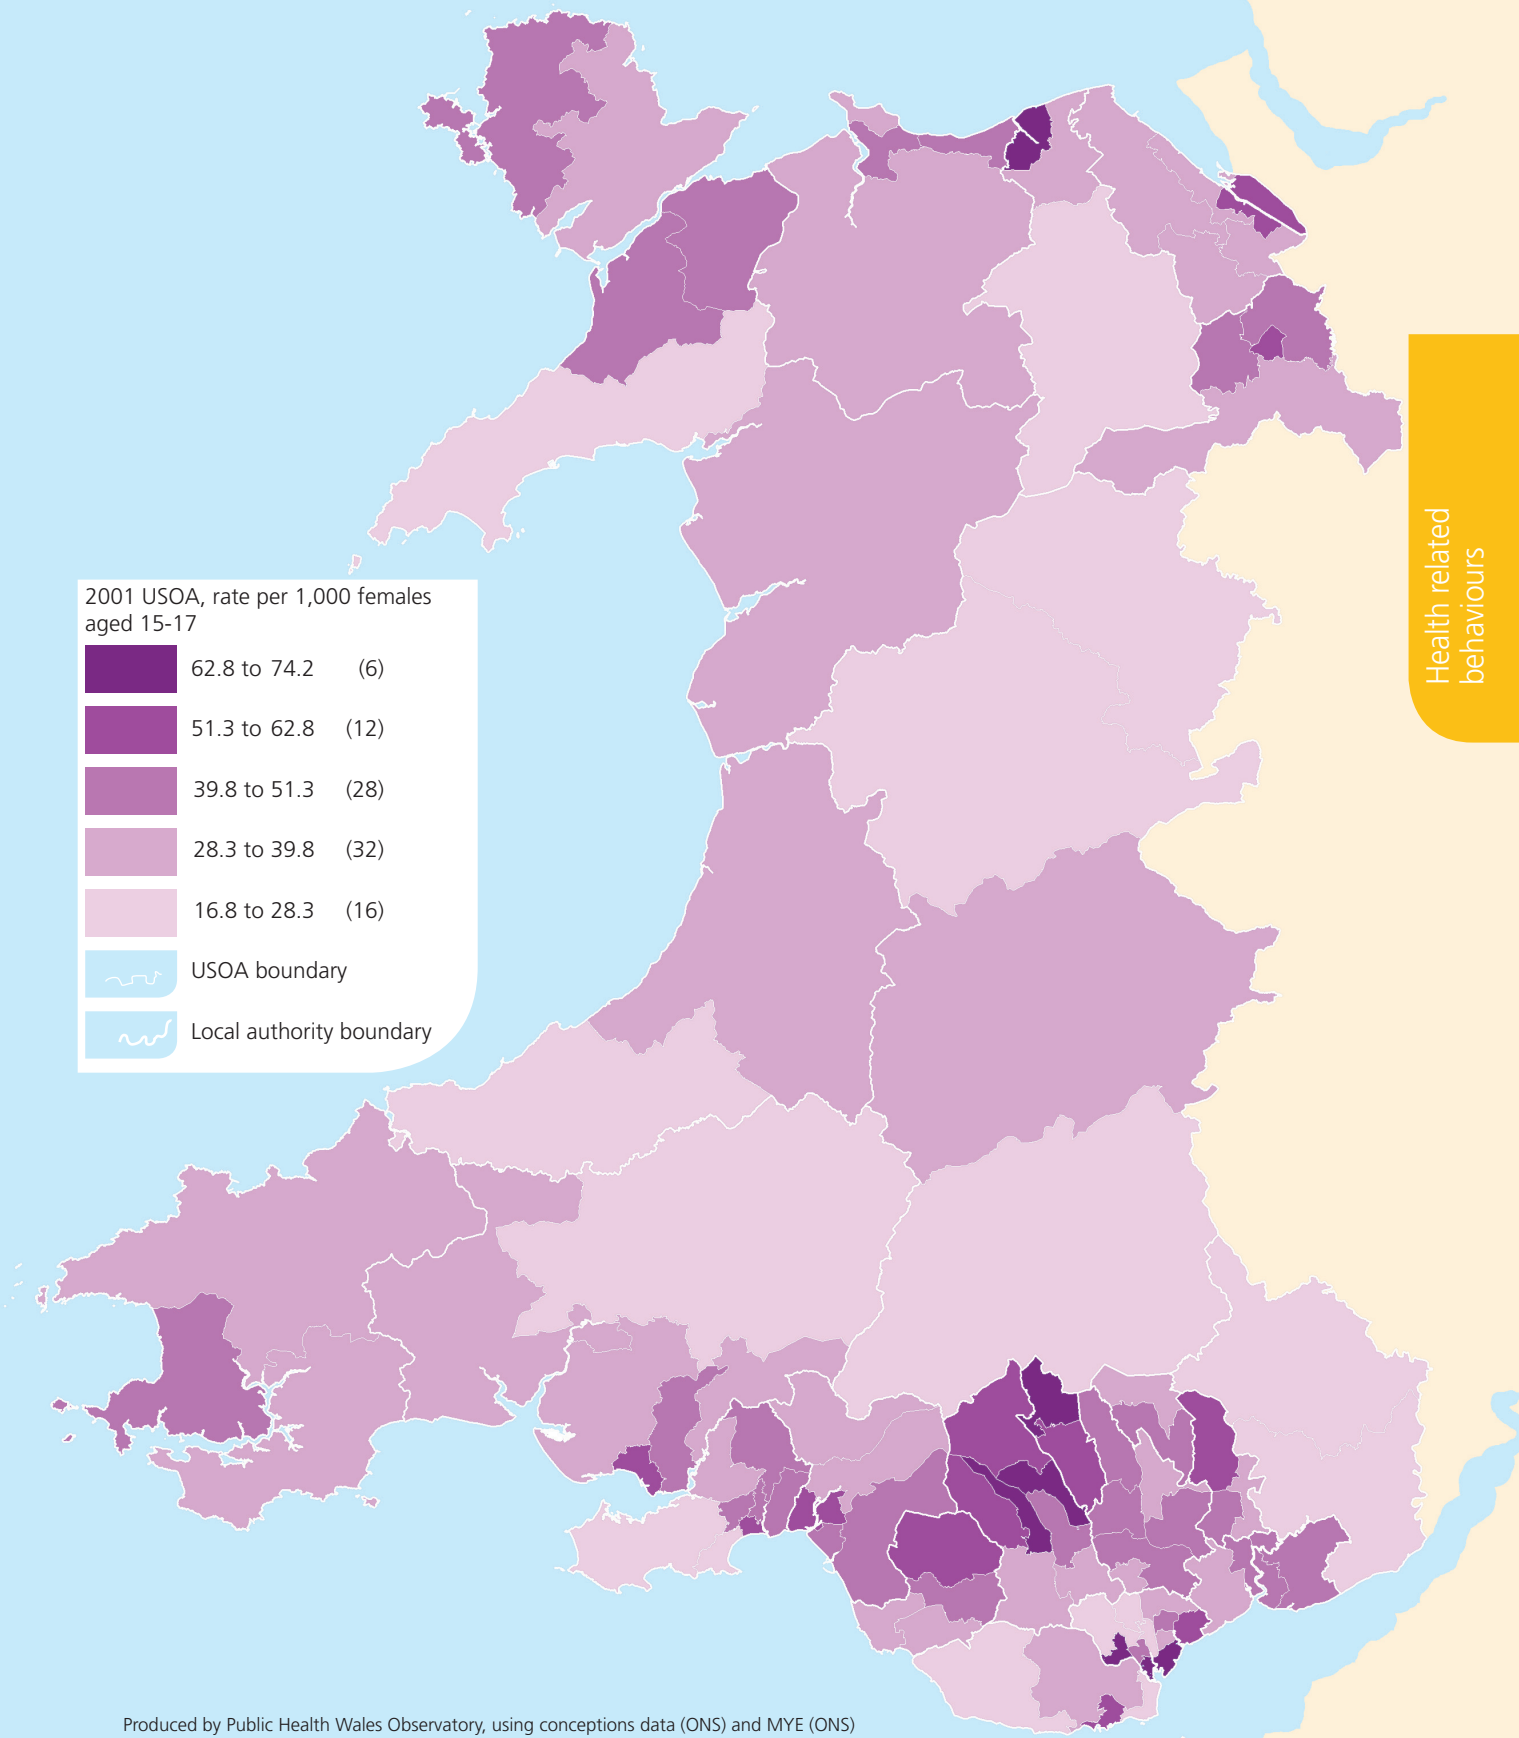 Health related
behaviours
2001 USOA, rate per 1,000 females
aged 15-17
62.8 to 74.2 (6)
51.3 to 62.8 (12)
39.8 to 51.3 (28)
28.3 to 39.8 (32)
16.8 to 28.3 (16)
USOA boundary
Local authority boundary
Produced by Public Health Wales Observatory, using conceptions data (ONS) and MYE (ONS)